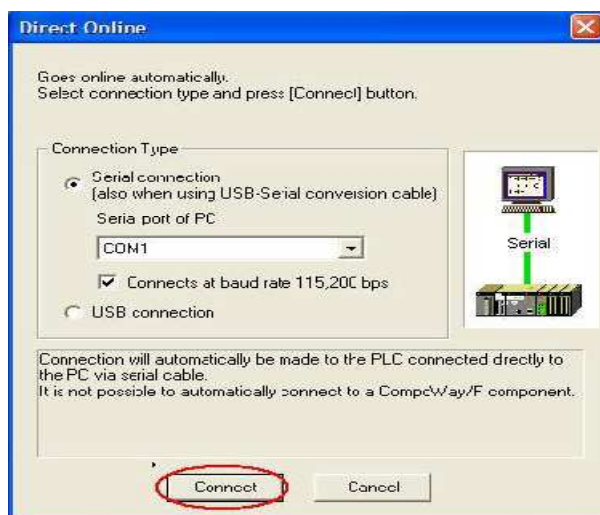 Direct Online
Goes online automatically.
Select connection type and press [Connect] button.
Connection Type
Serial connection
(also when using USB-Serial conversion cable)
Serial port of PC
COM1
Connects at baud rate 115,200 bps
USB connection
Serial
Connection will automatically be made to the PLC connected directly to
the PC via serial cable.
It is not possible to automatically connect to a CompoWay/F component.
Connect
Cancel